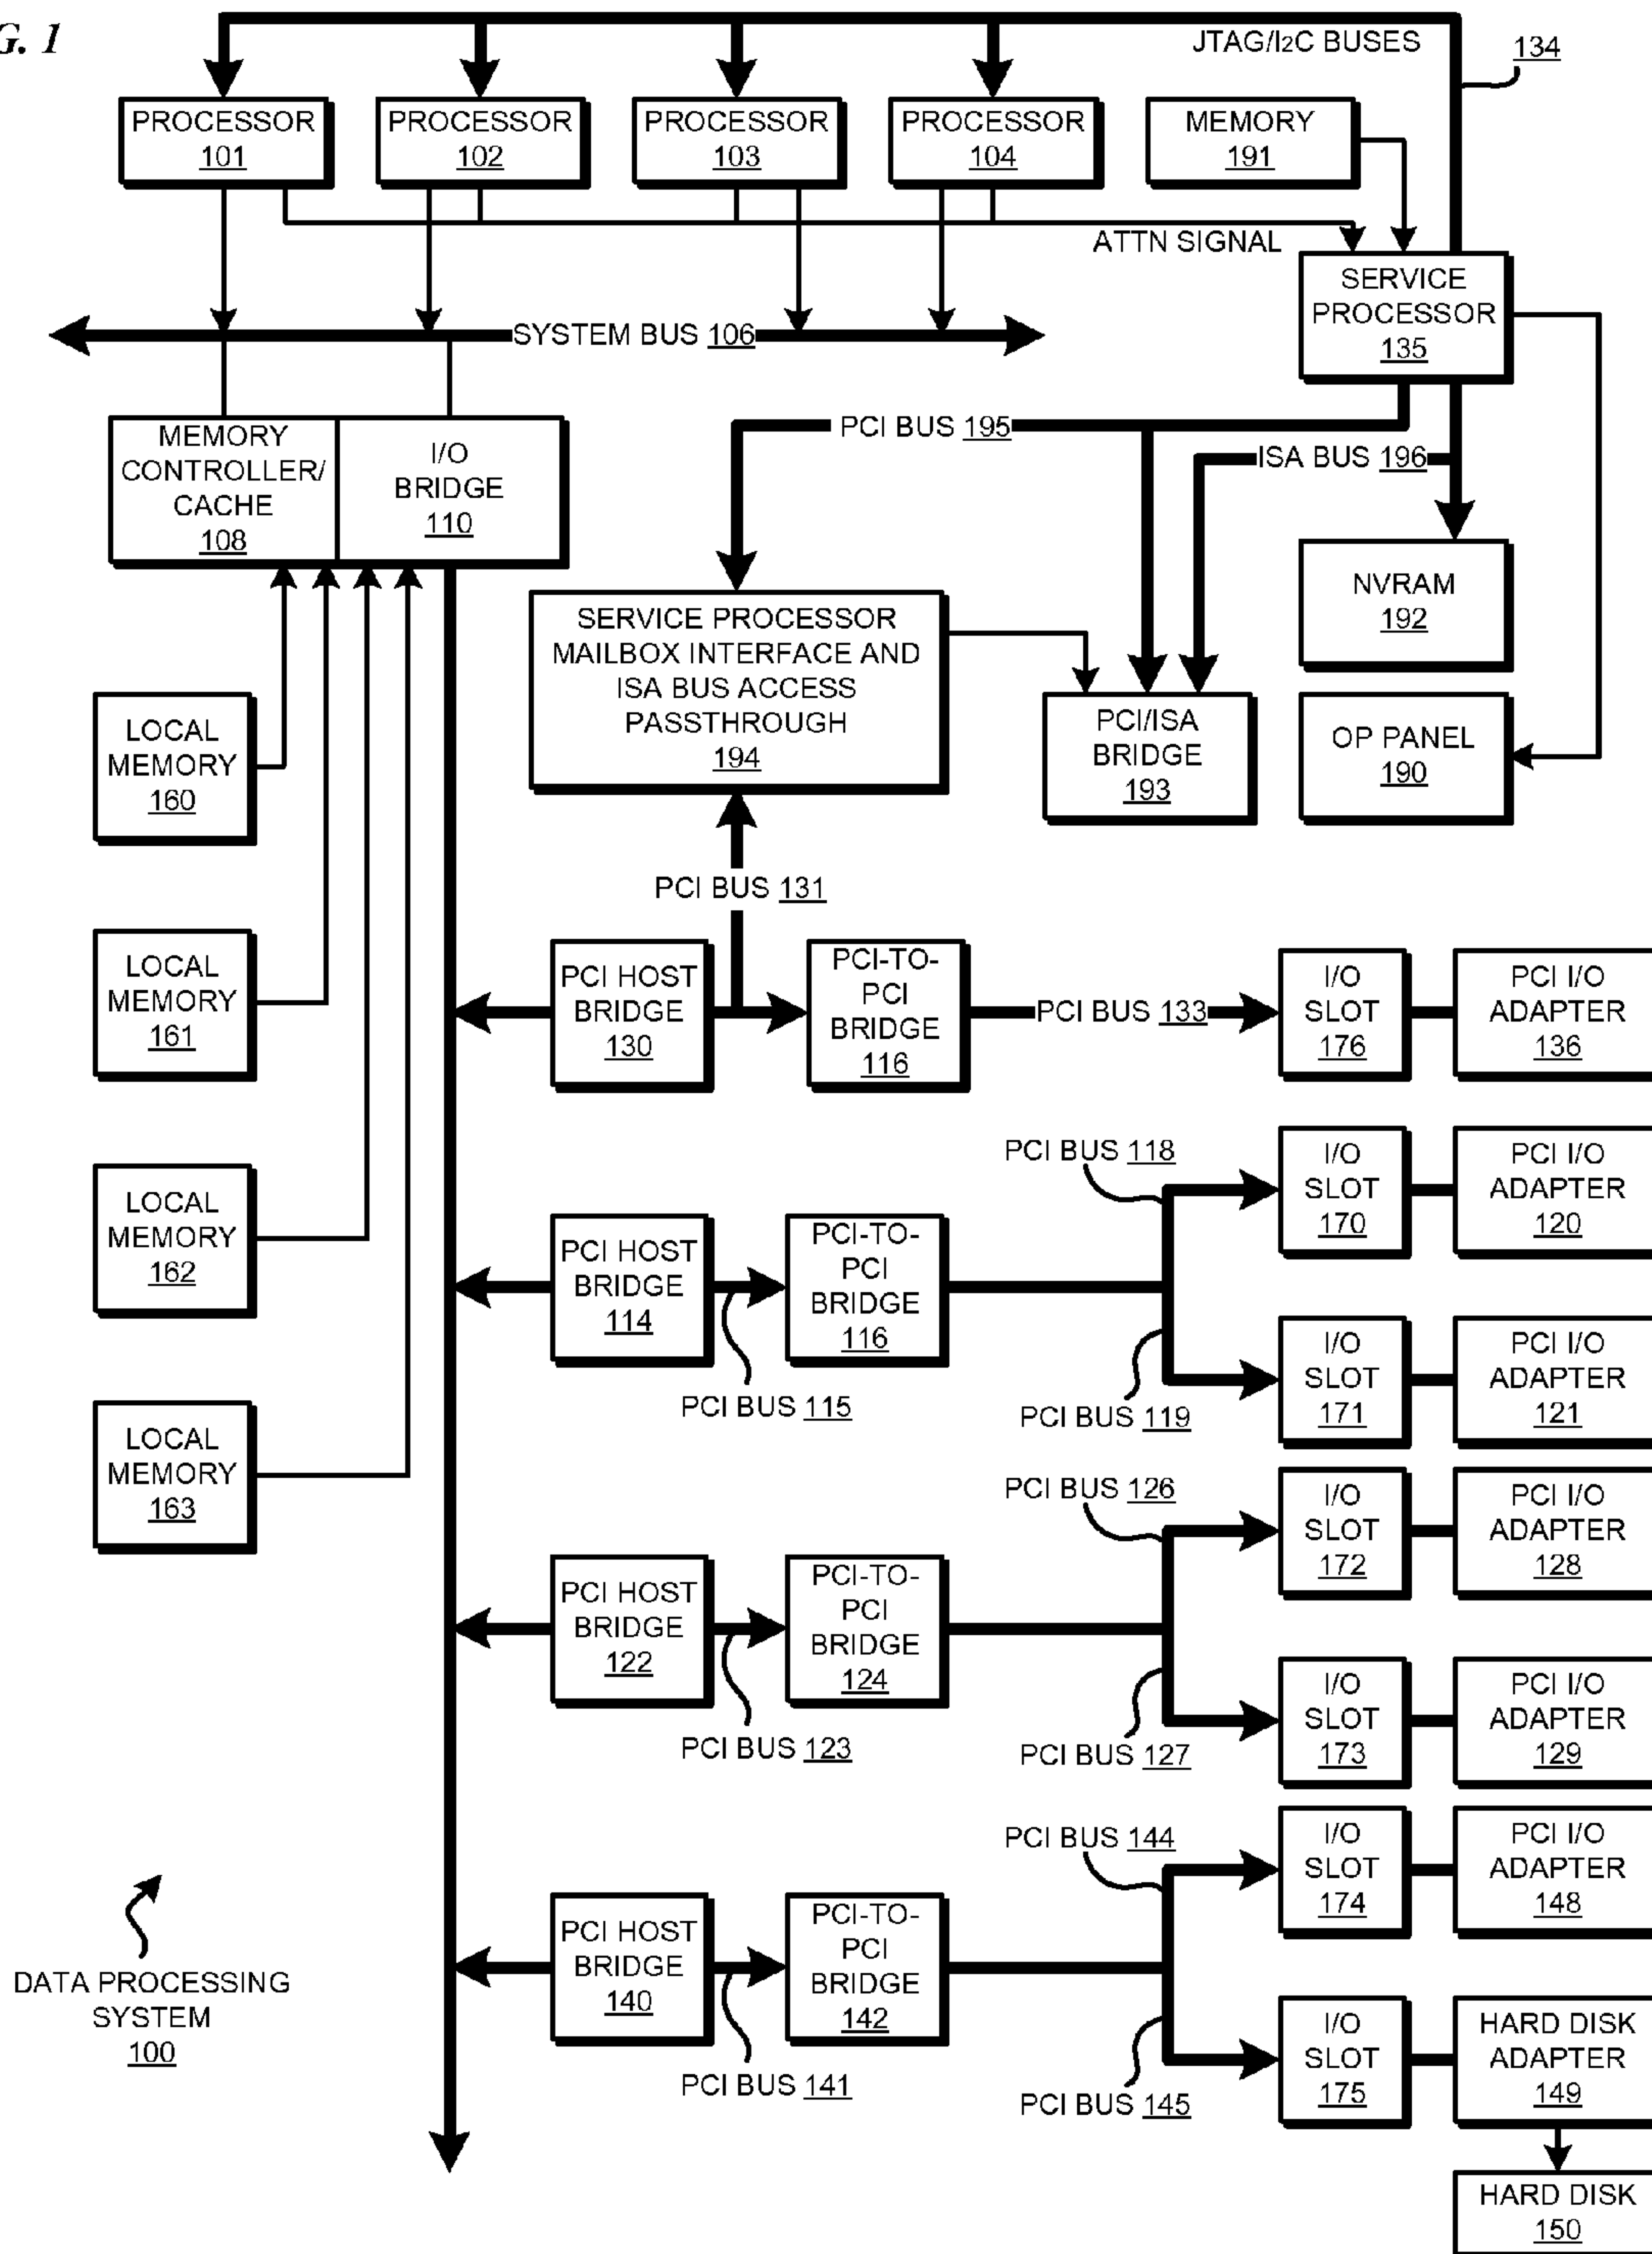 G. 1
JTAG/I2C BUSES
134
PROCESSOR
101
PROCESSOR
102
PROCESSOR
103
PROCESSOR
104
MEMORY
191
ATTN SIGNAL
SERVICE
PROCESSOR
135
SYSTEM BUS 106
MEMORY
CONTROLLER/
CACHE
108
I/O
BRIDGE
110
PCI BUS 195
ISA BUS 196
NVRAM
192
SERVICE PROCESSOR
MAILBOX INTERFACE AND
ISA BUS ACCESS
PASSTHROUGH
194
PCI/ISA
BRIDGE
193
OP PANEL
190
LOCAL
MEMORY
160
PCI BUS 131
LOCAL
MEMORY
161
PCI HOST
BRIDGE
130
PCI-TO-
PCI
BRIDGE
116
PCI BUS 133
I/O
SLOT
176
PCI I/O
ADAPTER
136
LOCAL
MEMORY
162
PCI HOST
BRIDGE
114
PCI BUS 115
PCI-TO-
PCI
BRIDGE
116
PCI BUS 118
PCI BUS 119
I/O
SLOT
170
PCI I/O
ADAPTER
120
I/O
SLOT
171
PCI I/O
ADAPTER
121
LOCAL
MEMORY
163
PCI HOST
BRIDGE
122
PCI BUS 123
PCI-TO-
PCI
BRIDGE
124
PCI BUS 126
PCI BUS 127
I/O
SLOT
172
PCI I/O
ADAPTER
128
I/O
SLOT
173
PCI I/O
ADAPTER
129
DATA PROCESSING
SYSTEM
100
PCI HOST
BRIDGE
140
PCI BUS 141
PCI-TO-
PCI
BRIDGE
142
PCI BUS 144
PCI BUS 145
I/O
SLOT
174
PCI I/O
ADAPTER
148
I/O
SLOT
175
HARD DISK
ADAPTER
149
HARD DISK
150